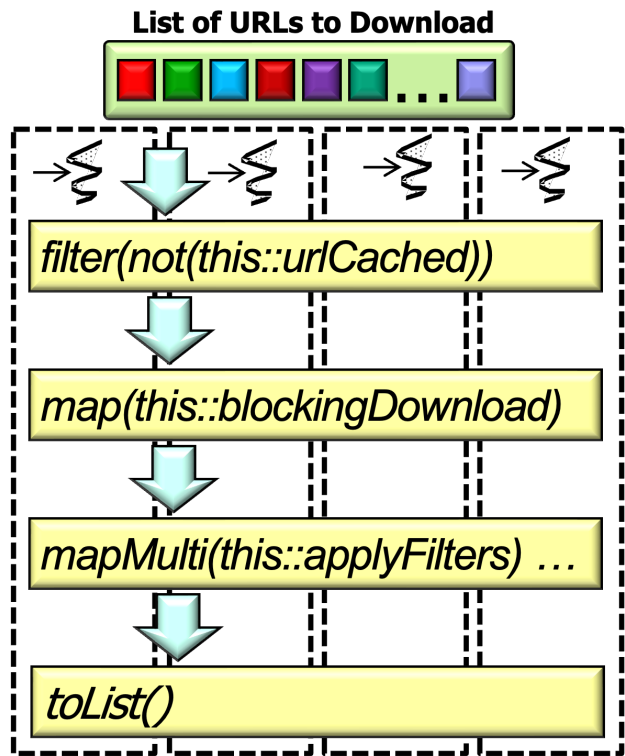 List of URLs to Download
...
filter(not(this::urlCached))
map(this::blockingDownload)
mapMulti(this::applyFilters) …
toList()